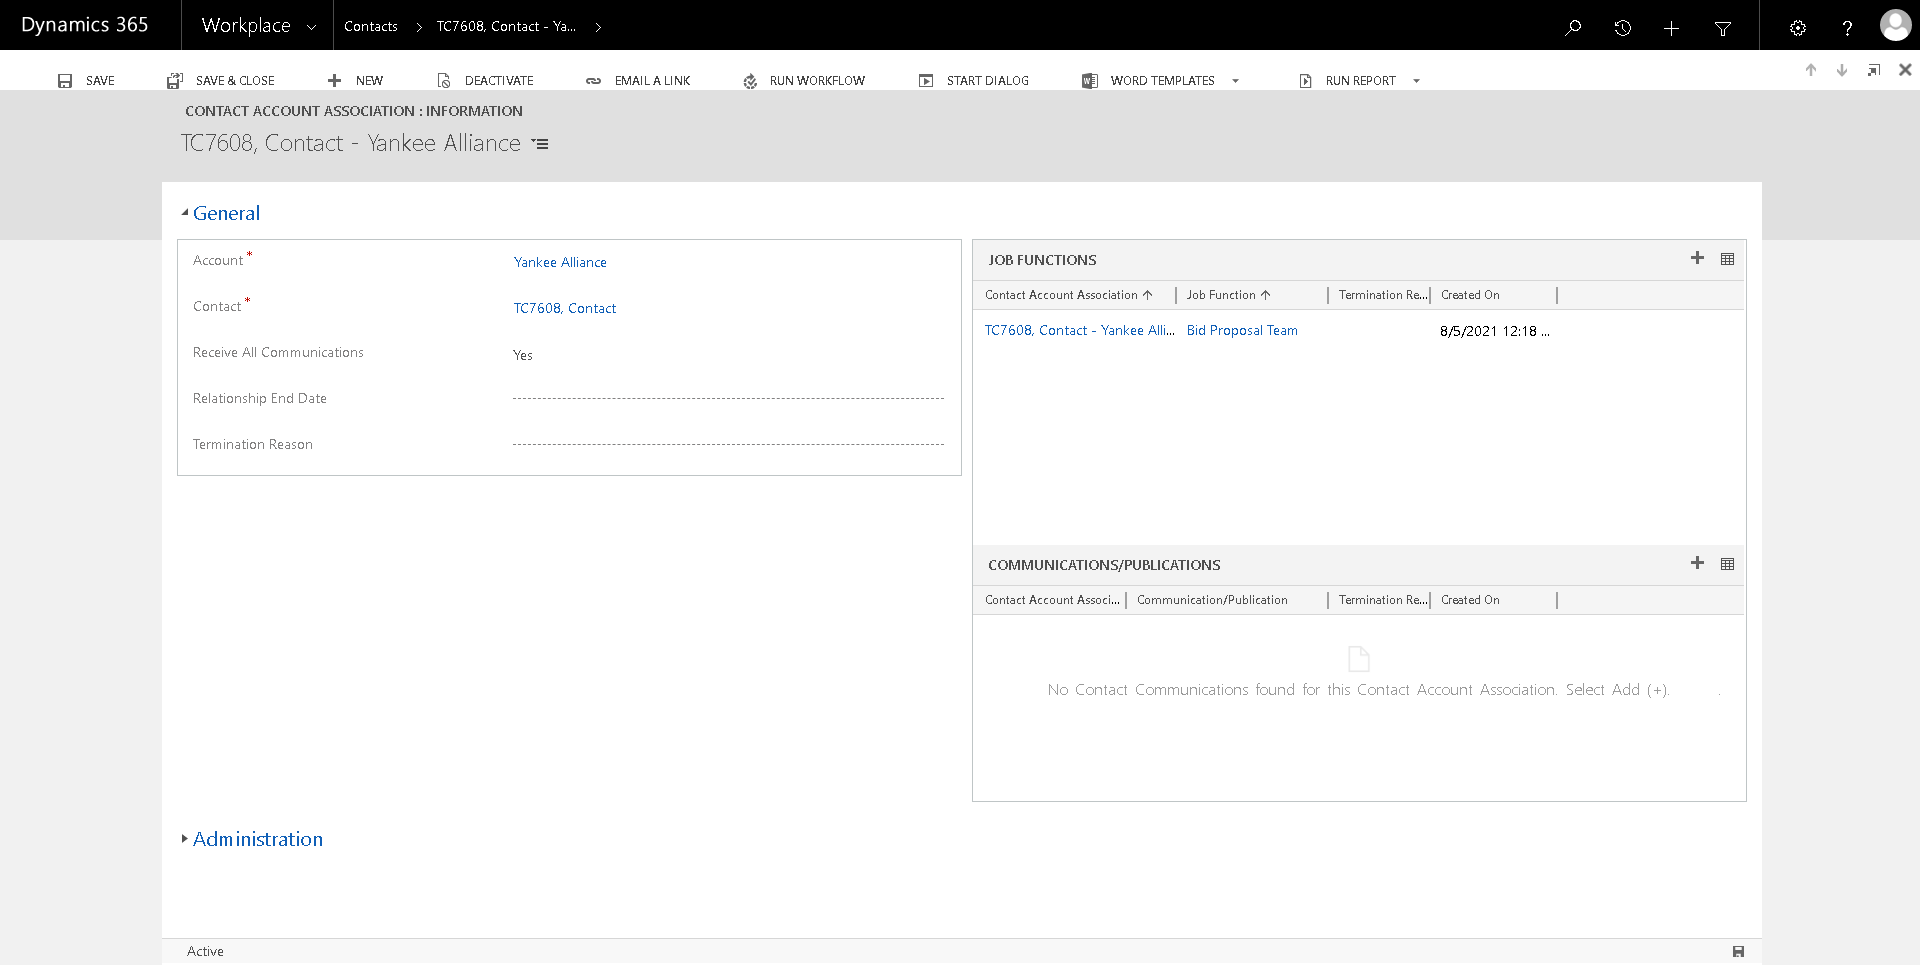 Dynamics 365 Workplace Contacts TC7608, Contact - Ya... ?
SAVE SAVE & CLOSE NEW DEACTIVATE EMAIL A LINK RUN WORKFLOW START DIALOG WORD TEMPLATES RUN REPORT
CONTACT ACCOUNT ASSOCIATION : INFORMATION
TC7608, Contact - Yankee Alliance
General
Account * Yankee Alliance
Contact * TC7608, Contact
Receive All Communications Yes
Relationship End Date
Termination Reason
JOB FUNCTIONS
Contact Account Association Job Function Termination Re... Created On
TC7608, Contact - Yankee Alli... Bid Proposal Team 8/5/2021 12:18 ...
COMMUNICATIONS/PUBLICATIONS
Contact Account Associ... Communication/Publication Termination Re... Created On
No Contact Communications found for this Contact Account Association. Select Add (+). .
Administration
Active